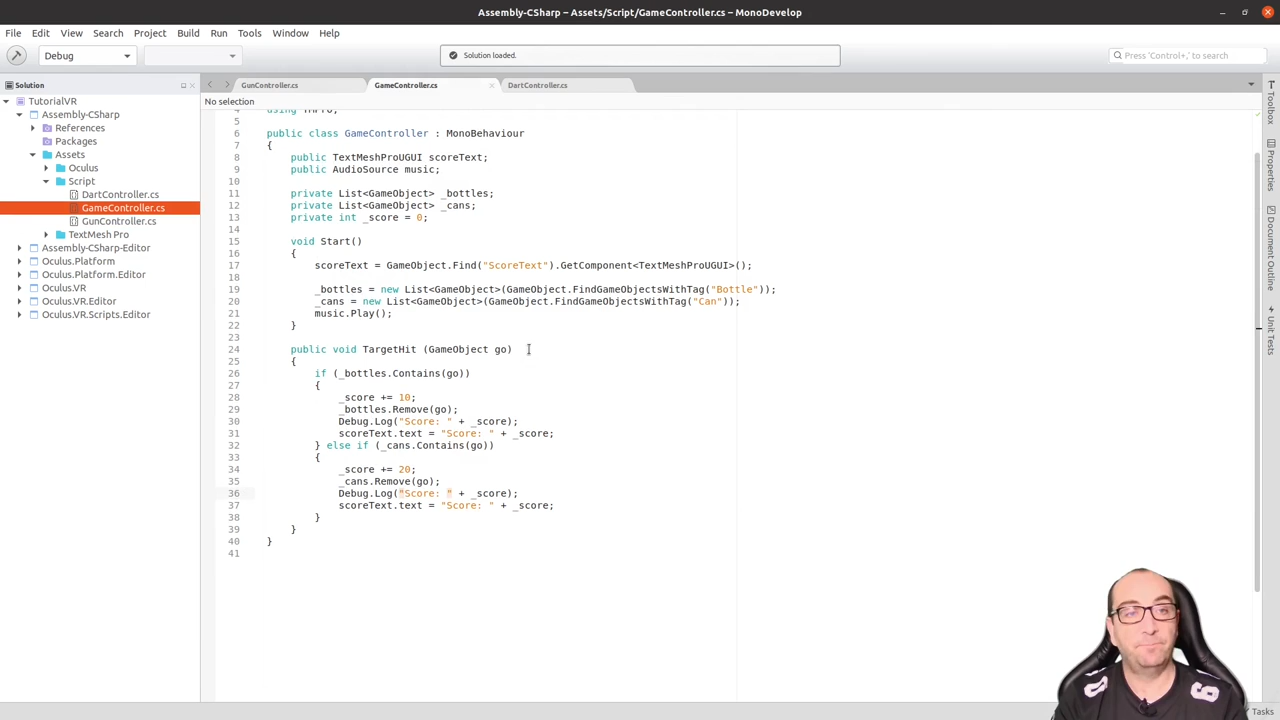 Assembly-CSharp – Assets/Script/GameController.cs – MonoDevelop
File Edit View Search Project Build Run Tools Window Help
Debug
Solution loaded.
Press 'Control+,' to search
Solution
GunController.cs
GameController.cs
DartController.cs
No selection
TutorialVR
Assembly-CSharp
References
Packages
Assets
Oculus
Script
DartController.cs
GameController.cs
GunController.cs
TextMesh Pro
Assembly-CSharp-Editor
Oculus.Platform
Oculus.Platform.Editor
Oculus.VR
Oculus.VR.Editor
Oculus.VR.Scripts.Editor
4 using TMPro;
5
6 public class GameController : MonoBehaviour
7 {
8 public TextMeshProUGUI scoreText;
9 public AudioSource music;
10
11 private List<GameObject> _bottles;
12 private List<GameObject> _cans;
13 private int _score = 0;
14
15 void Start()
16 {
17 scoreText = GameObject.Find("ScoreText").GetComponent<TextMeshProUGUI>();
18
19 _bottles = new List<GameObject>(GameObject.FindGameObjectsWithTag("Bottle"));
20 _cans = new List<GameObject>(GameObject.FindGameObjectsWithTag("Can"));
21 music.Play();
22 }
23
24 public void TargetHit (GameObject go)
25 {
26 if (_bottles.Contains(go))
27 {
28 _score += 10;
29 _bottles.Remove(go);
30 Debug.Log("Score: " + _score);
31 scoreText.text = "Score: " + _score;
32 } else if (_cans.Contains(go))
33 {
34 _score += 20;
35 _cans.Remove(go);
36 Debug.Log("Score: " + _score);
37 scoreText.text = "Score: " + _score;
38 }
39 }
40 }
41
Toolbox
Properties
Document Outline
Unit Tests
6
Tasks